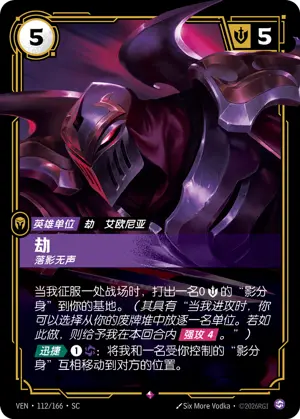 5
5
英雄单位 劫 艾欧尼亚
劫
落影无声
当我征服一处战场时，打出一名0 的“影分
身”到你的基地。（其具有“当我进攻时，你
可以选择从你的废牌堆中放逐一名单位。若如
此做，则给予我在本回合内 强攻 4 。”）
迅捷 1 ：将我和一名受你控制的“影分
身”互相移动到对方的位置。
VEN • 112/166 • SC
Six More Vodka
©2026RGI